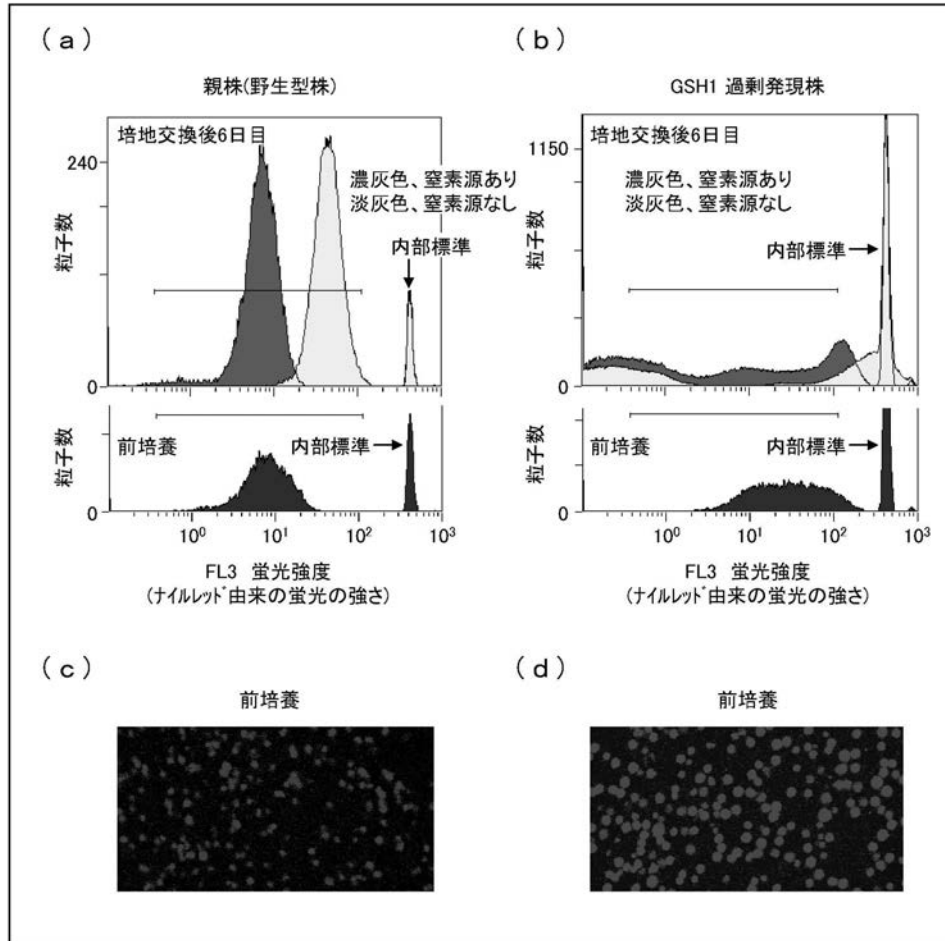 (a)
親株(野生型株)
培地交換後6日目
濃灰色、窒素源あり
淡灰色、窒素源なし
内部標準
240
粒子数
0
前培養
内部標準
粒子数
0
10⁰ 10¹ 10² 10³
FL3 蛍光強度
(ナイルレッド由来の蛍光の強さ)
(b)
GSH1 過剰発現株
培地交換後6日目
1150
濃灰色、窒素源あり
淡灰色、窒素源なし
内部標準
粒子数
0
前培養
内部標準
粒子数
0
10⁰ 10¹ 10² 10³
FL3 蛍光強度
(ナイルレッド由来の蛍光の強さ)
(c)
前培養
(d)
前培養